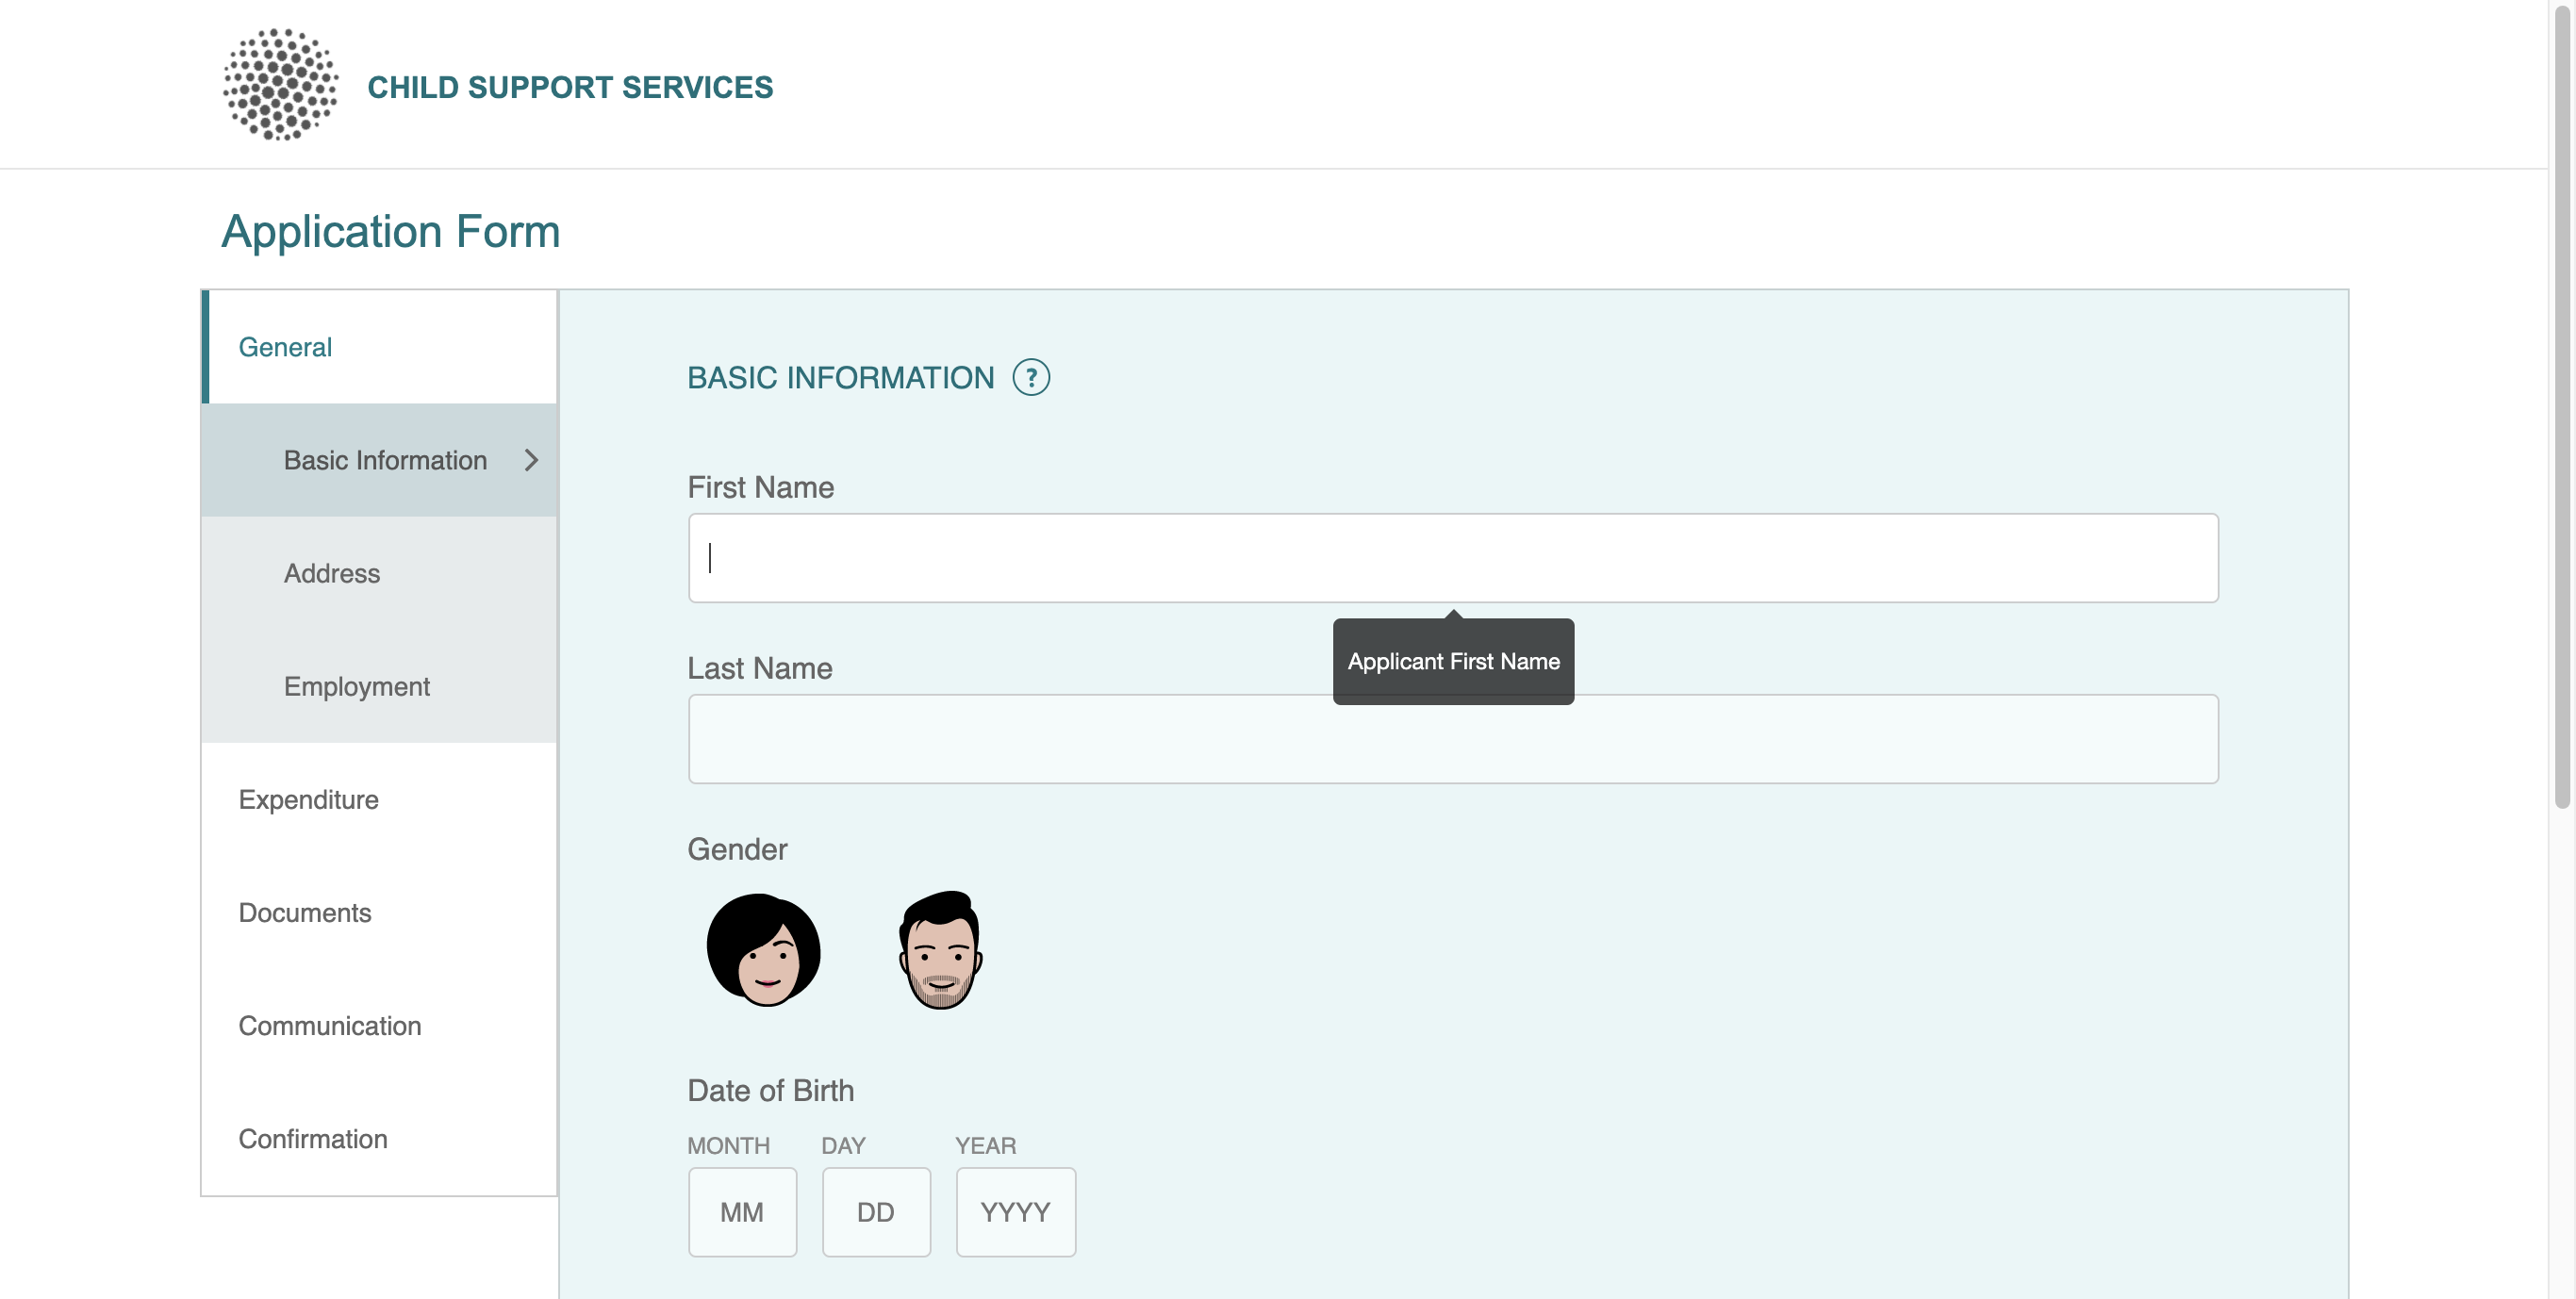 CHILD SUPPORT SERVICES
Application Form
General
Basic Information
Address
Employment
Expenditure
Documents
Communication
Confirmation
BASIC INFORMATION ?
First Name
Applicant First Name
Last Name
Gender
Date of Birth
MONTH DAY YEAR
MM DD YYYY